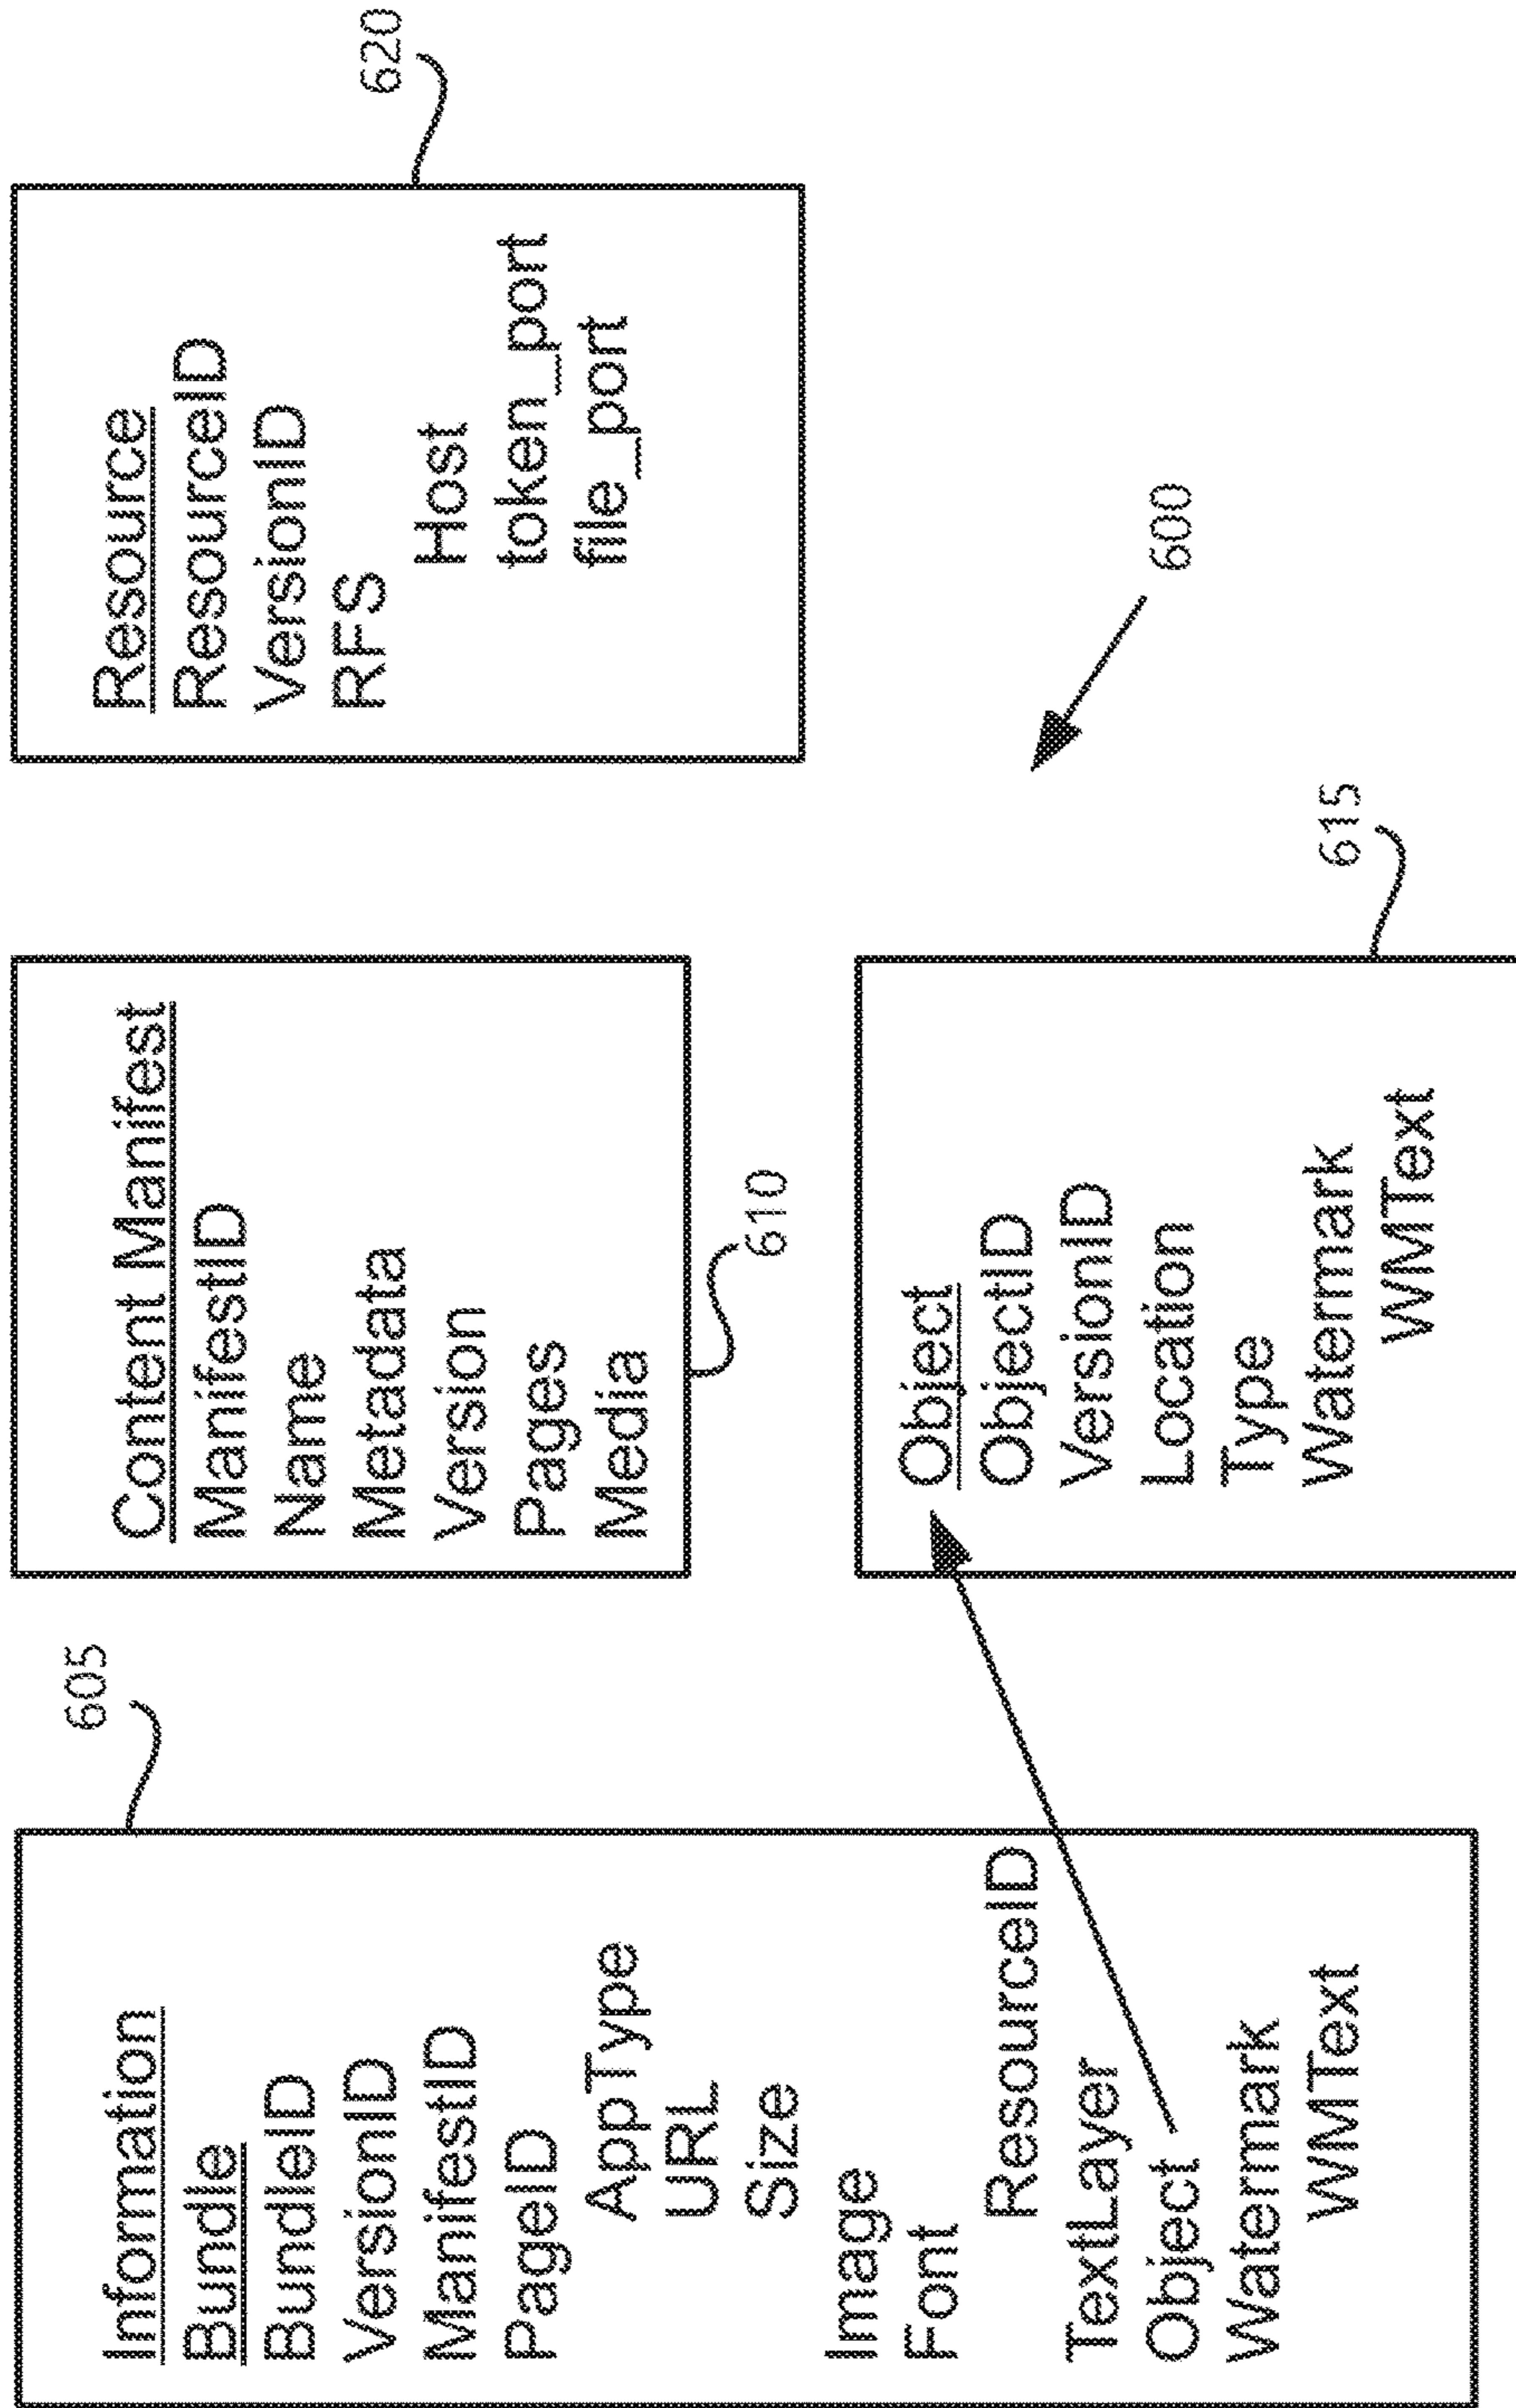 605
Information
Bundle
BundleID
VersionID
ManifestID
PageID
AppType
URL
Size
Image
Font
ResourceID
TextLayer
Object
Watermark
WMText
Content Manifest
ManifestID
Name
Metadata
Version
Pages
Media
610
Object
ObjectID
VersionID
Location
Type
Watermark
WMText
615
Resource
ResourceID
VersionID
RFS
Host
token_port
file_port
620
600